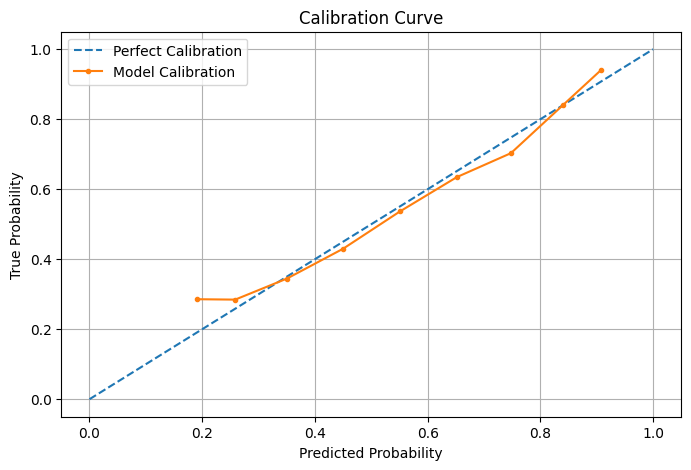 Calibration Curve
Perfect Calibration
Model Calibration
True Probability
1.0
0.8
0.6
0.4
0.2
0.0
0.0 0.2 0.4 0.6 0.8 1.0
Predicted Probability